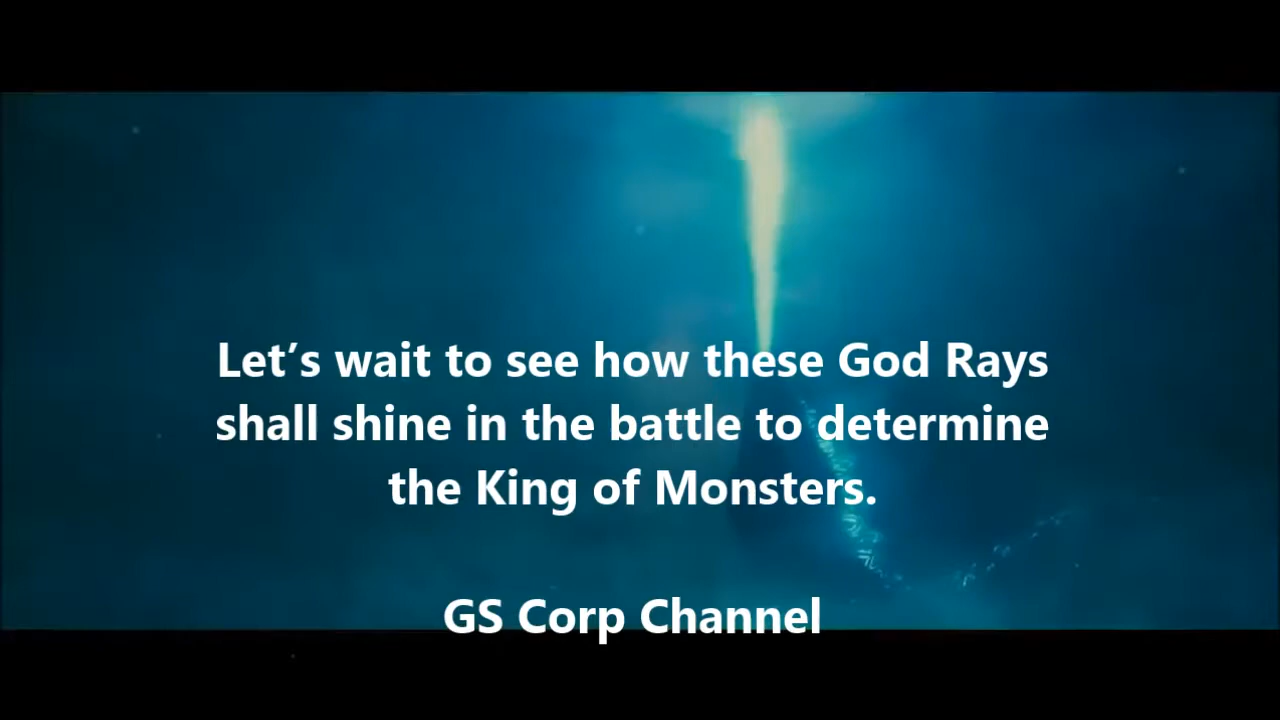 Let’s wait to see how these God Rays
shall shine in the battle to determine
the King of Monsters.
GS Corp Channel